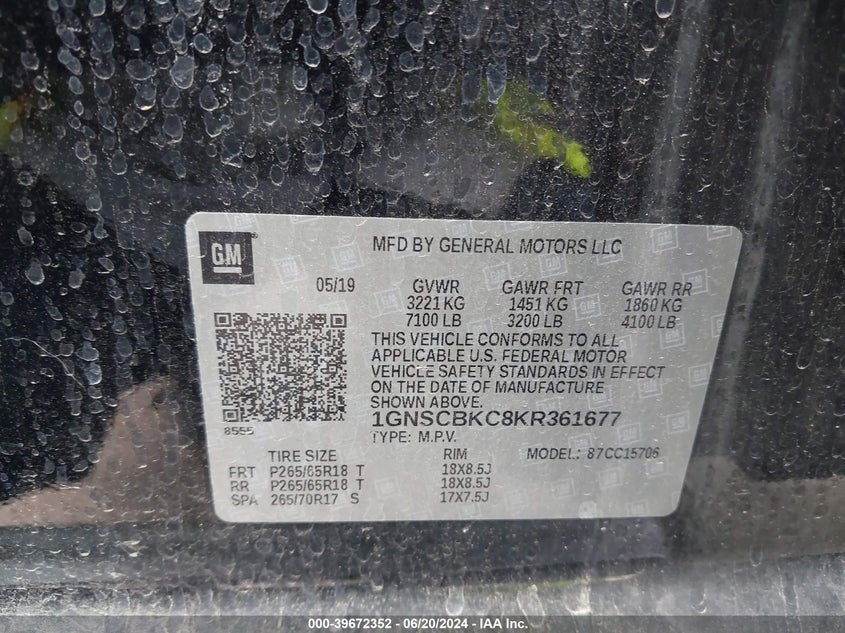 GM
MFD BY GENERAL MOTORS LLC
05/19 GVWR GAWR FRT GAWR RR
3221 KG 1451 KG 1860 KG
7100 LB 3200 LB 4100 LB
THIS VEHICLE CONFORMS TO ALL
APPLICABLE U.S. FEDERAL MOTOR
VEHICLE SAFETY STANDARDS IN EFFECT
ON THE DATE OF MANUFACTURE
SHOWN ABOVE.
8555
1GNSCBKC8KR361677
TYPE: M.P.V.
TIRE SIZE RIM MODEL: 87CC15706
FRT P265/65R18 T 18X8.5J
RR P265/65R18 T 18X8.5J
SPA 265/70R17 S 17X7.5J
000-39672352 - 06/20/2024 - IAA Inc.